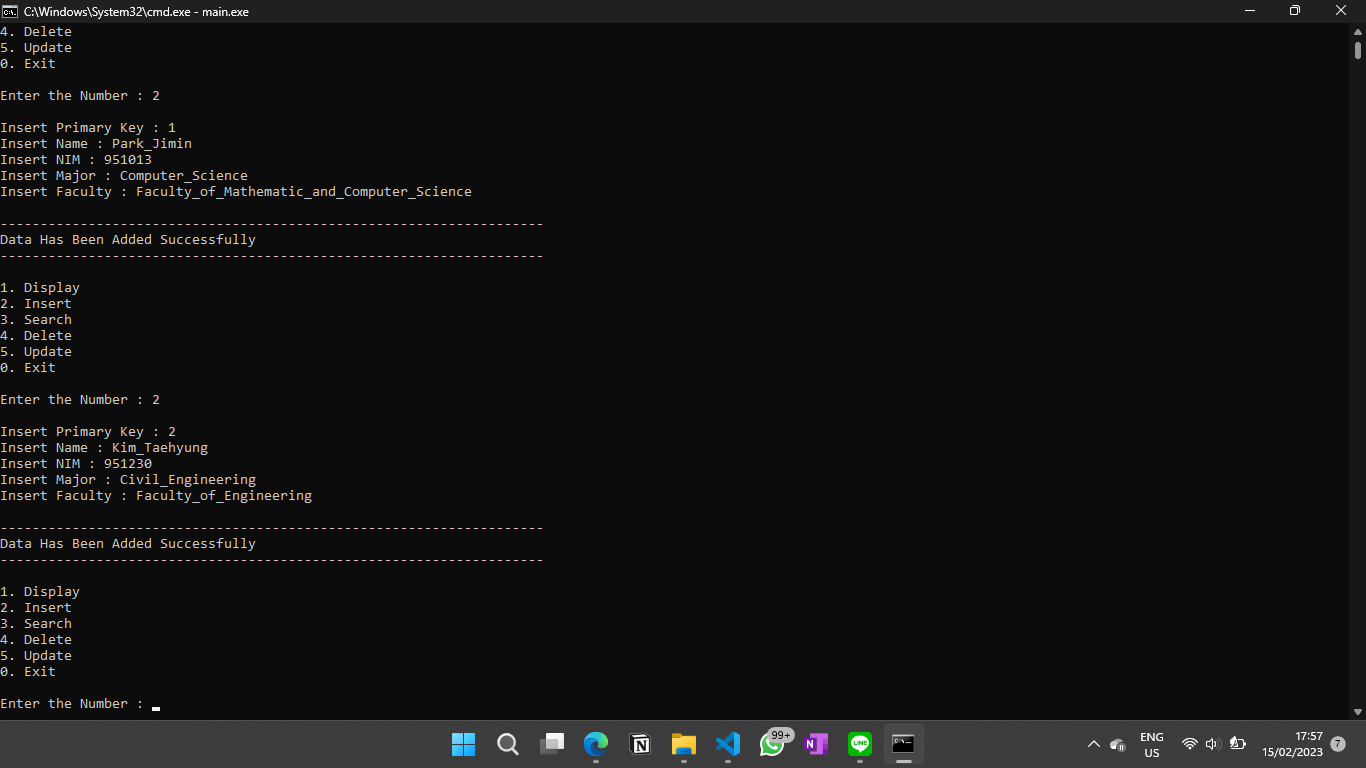 C:\Windows\System32\cmd.exe - main.exe
4. Delete
5. Update
0. Exit
Enter the Number : 2
Insert Primary Key : 1
Insert Name : Park_Jimin
Insert NIM : 951013
Insert Major : Computer_Science
Insert Faculty : Faculty_of_Mathematic_and_Computer_Science
--------------------------------------------------------------------
Data Has Been Added Successfully
--------------------------------------------------------------------
1. Display
2. Insert
3. Search
4. Delete
5. Update
0. Exit
Enter the Number : 2
Insert Primary Key : 2
Insert Name : Kim_Taehyung
Insert NIM : 951230
Insert Major : Civil_Engineering
Insert Faculty : Faculty_of_Engineering
--------------------------------------------------------------------
Data Has Been Added Successfully
--------------------------------------------------------------------
1. Display
2. Insert
3. Search
4. Delete
5. Update
0. Exit
Enter the Number :
99+
ENG
US
17:57
15/02/2023
7